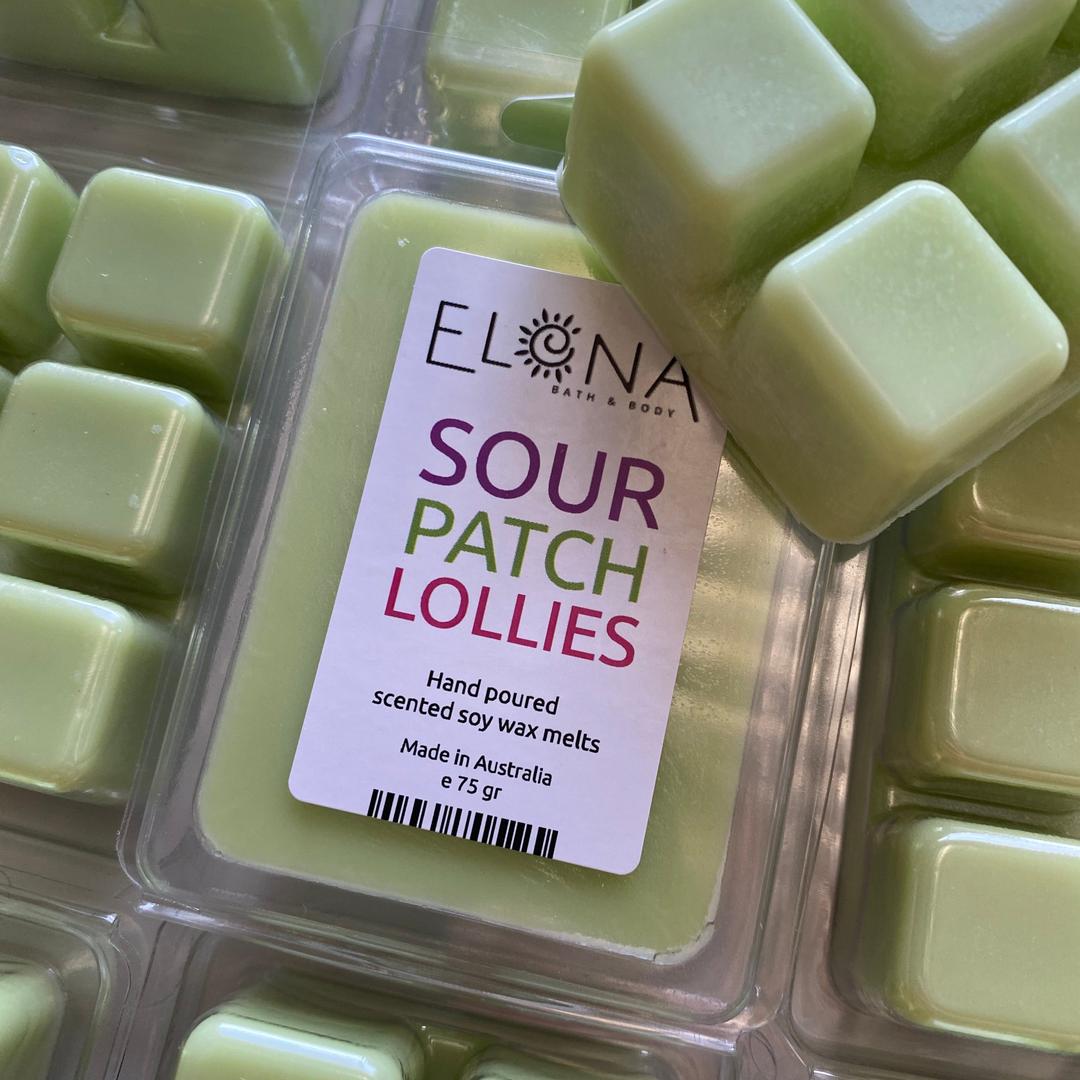 ELONA
BATH & BODY
SOUR
PATCH
LOLLIES
Hand poured
scented soy wax melts
Made in Australia
e 75 gr